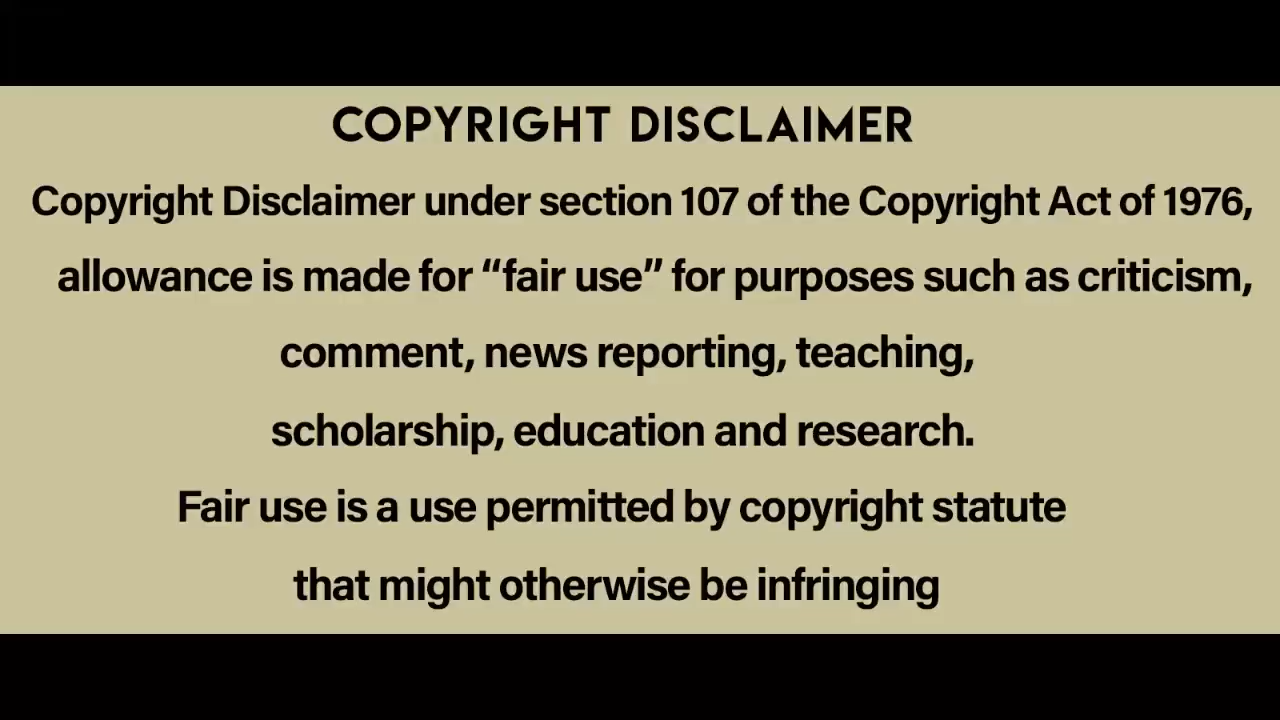 COPYRIGHT DISCLAIMER
Copyright Disclaimer under section 107 of the Copyright Act of 1976,
allowance is made for “fair use” for purposes such as criticism,
comment, news reporting, teaching,
scholarship, education and research.
Fair use is a use permitted by copyright statute
that might otherwise be infringing